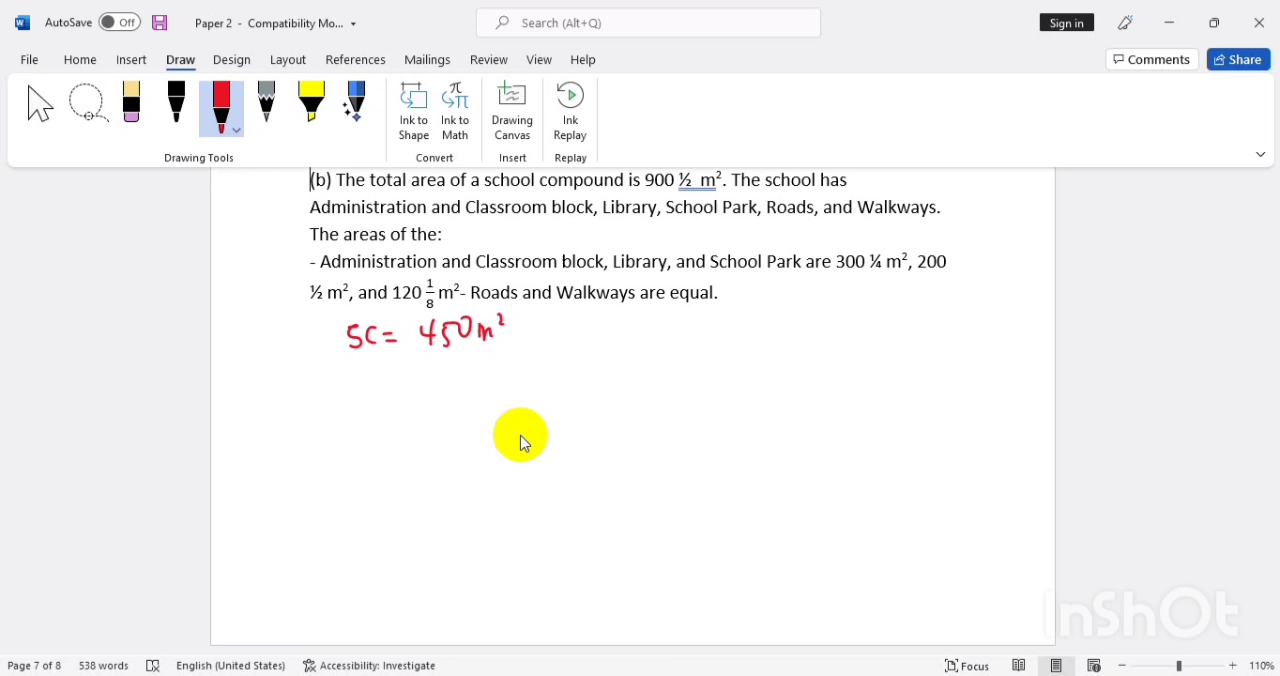 AutoSave Off Paper 2 - Compatibility Mo... Search (Alt+Q) Sign in
File Home Insert Draw Design Layout References Mailings Review View Help Comments Share
Ink to Shape Ink to Math Drawing Canvas Ink Replay
Drawing Tools Convert Insert Replay
(b) The total area of a school compound is 900 ½ m². The school has
Administration and Classroom block, Library, School Park, Roads, and Walkways.
The areas of the:
- Administration and Classroom block, Library, and School Park are 300 ¼ m², 200
½ m², and 120 1/8 m²- Roads and Walkways are equal.
SC = 450m²
InShOt
Page 7 of 8 538 words English (United States) Accessibility: Investigate Focus 110%